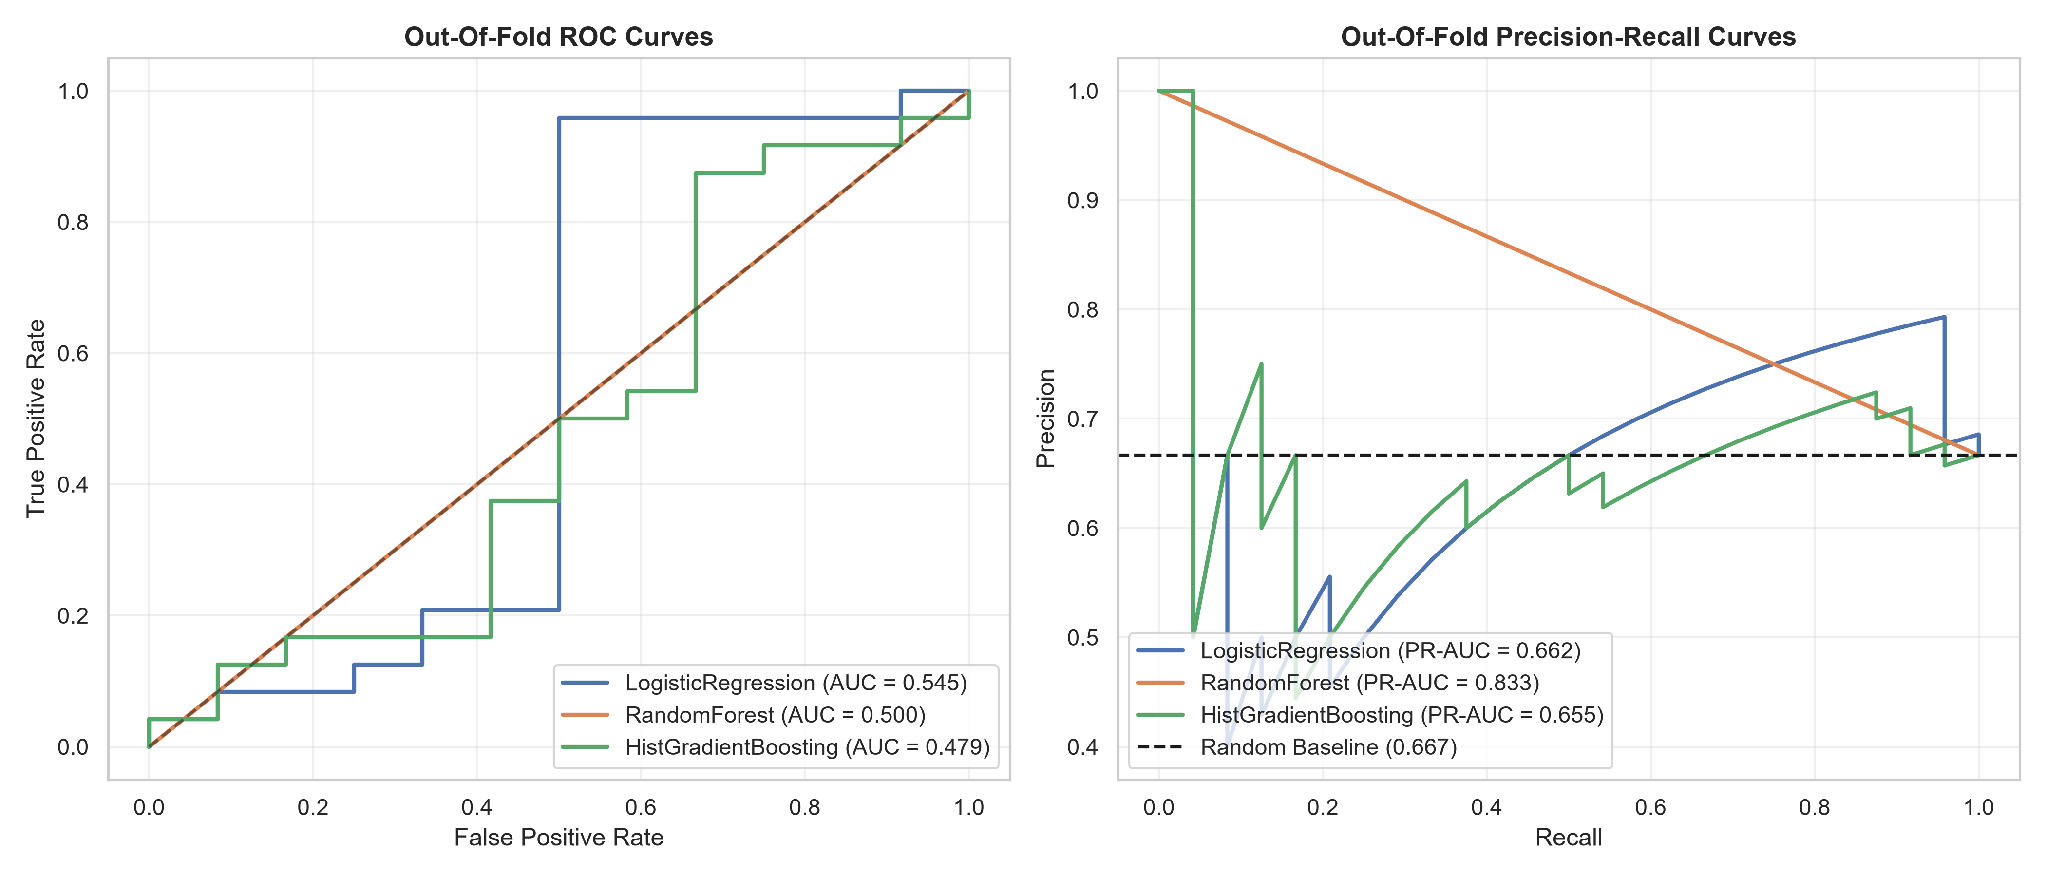 Out-Of-Fold ROC Curves
True Positive Rate
1.0
0.8
0.6
0.4
0.2
0.0
LogisticRegression (AUC = 0.545)
RandomForest (AUC = 0.500)
HistGradientBoosting (AUC = 0.479)
0.0 0.2 0.4 0.6 0.8 1.0
False Positive Rate
Out-Of-Fold Precision-Recall Curves
Precision
1.0
0.9
0.8
0.7
0.6
0.5
0.4
LogisticRegression (PR-AUC = 0.662)
RandomForest (PR-AUC = 0.833)
HistGradientBoosting (PR-AUC = 0.655)
Random Baseline (0.667)
0.0 0.2 0.4 0.6 0.8 1.0
Recall